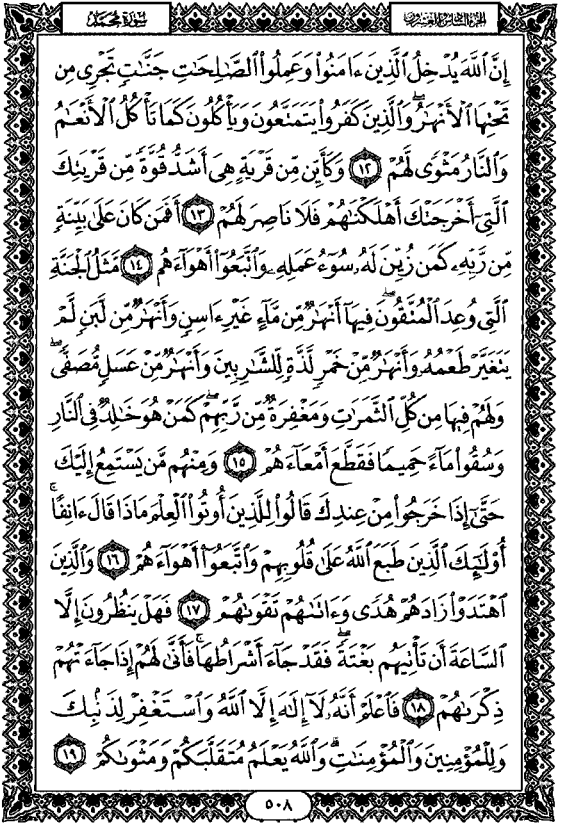 الجزء السادس والعشرون
سورة محمد
إِنَّ ٱللَّهَ يُدْخِلُ ٱلَّذِينَ ءَامَنُوا۟ وَعَمِلُوا۟ ٱلصَّـٰلِحَـٰتِ جَنَّـٰتٍ تَجْرِى مِن
تَحْتِهَا ٱلْأَنْهَـٰرُ ۖ وَٱلَّذِينَ كَفَرُوا۟ يَتَمَتَّعُونَ وَيَأْكُلُونَ كَمَا تَأْكُلُ ٱلْأَنْعَـٰمُ
وَٱلنَّارُ مَثْوًى لَّهُمْ ١٢ وَكَأَيِّن مِّن قَرْيَةٍ هِىَ أَشَدُّ قُوَّةً مِّن قَرْيَتِكَ
ٱلَّتِىٓ أَخْرَجَتْكَ أَهْلَكْنَـٰهُمْ فَلَا نَاصِرَ لَهُمْ ١٣ أَفَمَن كَانَ عَلَىٰ بَيِّنَةٍ
مِّن رَّبِّهِۦ كَمَن زُيِّنَ لَهُۥ سُوٓءُ عَمَلِهِۦ وَٱتَّبَعُوٓا۟ أَهْوَآءَهُم ١٤ مَّثَلُ ٱلْجَنَّةِ
ٱلَّتِى وُعِدَ ٱلْمُتَّقُونَ ۖ فِيهَآ أَنْهَـٰرٌ مِّن مَّآءٍ غَيْرِ ءَاسِنٍ وَأَنْهَـٰرٌ مِّن لَّبَنٍ لَّمْ
يَتَغَيَّرْ طَعْمُهُۥ وَأَنْهَـٰرٌ مِّنْ خَمْرٍ لَّذَّةٍ لِّلشَّـٰرِبِينَ وَأَنْهَـٰرٌ مِّنْ عَسَلٍ مُّصَفًّى ۖ
وَلَهُمْ فِيهَا مِن كُلِّ ٱلثَّمَرَٰتِ وَمَغْفِرَةٌ مِّن رَّبِّهِمْ ۖ كَمَنْ هُوَ خَـٰلِدٌ فِى ٱلنَّارِ
وَسُقُوا۟ مَآءً حَمِيمًا فَقَطَّعَ أَمْعَآءَهُمْ ١٥ وَمِنْهُم مَّن يَسْتَمِعُ إِلَيْكَ
حَتَّىٰٓ إِذَا خَرَجُوا۟ مِنْ عِندِكَ قَالُوا۟ لِلَّذِينَ أُوتُوا۟ ٱلْعِلْمَ مَاذَا قَالَ ءَانِفًا ۚ
أُو۟لَـٰٓئِكَ ٱلَّذِينَ طَبَعَ ٱللَّهُ عَلَىٰ قُلُوبِهِمْ وَٱتَّبَعُوٓا۟ أَهْوَآءَهُمْ ١٦ وَٱلَّذِينَ
ٱهْتَدَوْا۟ زَادَهُمْ هُدًى وَءَاتَىٰهُمْ تَقْوَىٰهُمْ ١٧ فَهَلْ يَنظُرُونَ إِلَّا
ٱلسَّاعَةَ أَن تَأْتِيَهُم بَغْتَةً ۖ فَقَدْ جَآءَ أَشْرَاطُهَا ۚ فَأَنَّىٰ لَهُمْ إِذَا جَآءَتْهُمْ
ذِكْرَىٰهُمْ ١٨ فَٱعْلَمْ أَنَّهُۥ لَآ إِلَـٰهَ إِلَّا ٱللَّهُ وَٱسْتَغْفِرْ لِذَنۢبِكَ
وَلِلْمُؤْمِنِينَ وَٱلْمُؤْمِنَـٰتِ ۗ وَٱللَّهُ يَعْلَمُ مُتَقَلَّبَكُمْ وَمَثْوَىٰكُمْ ١٩
٥٠٨